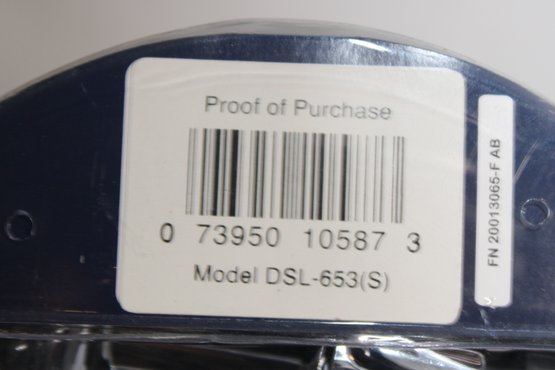 Proof of Purchase
0 73950 10587 3
Model DSL-653(S)
FN 20013065-F AB